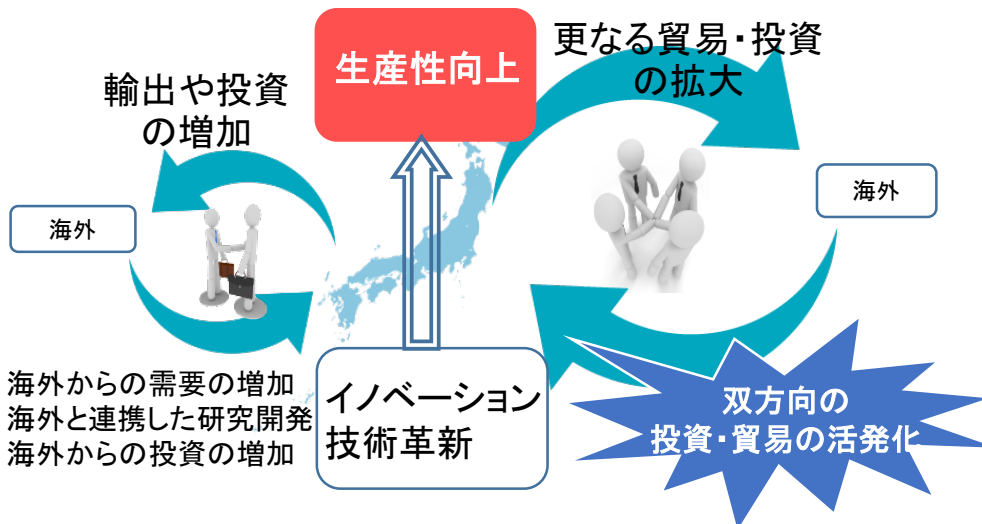 生産性向上
更なる貿易・投資
の拡大
輸出や投資
の増加
海外
海外
海外からの需要の増加
海外と連携した研究開発
海外からの投資の増加
イノベーション
技術革新
双方向の
投資・貿易の活発化